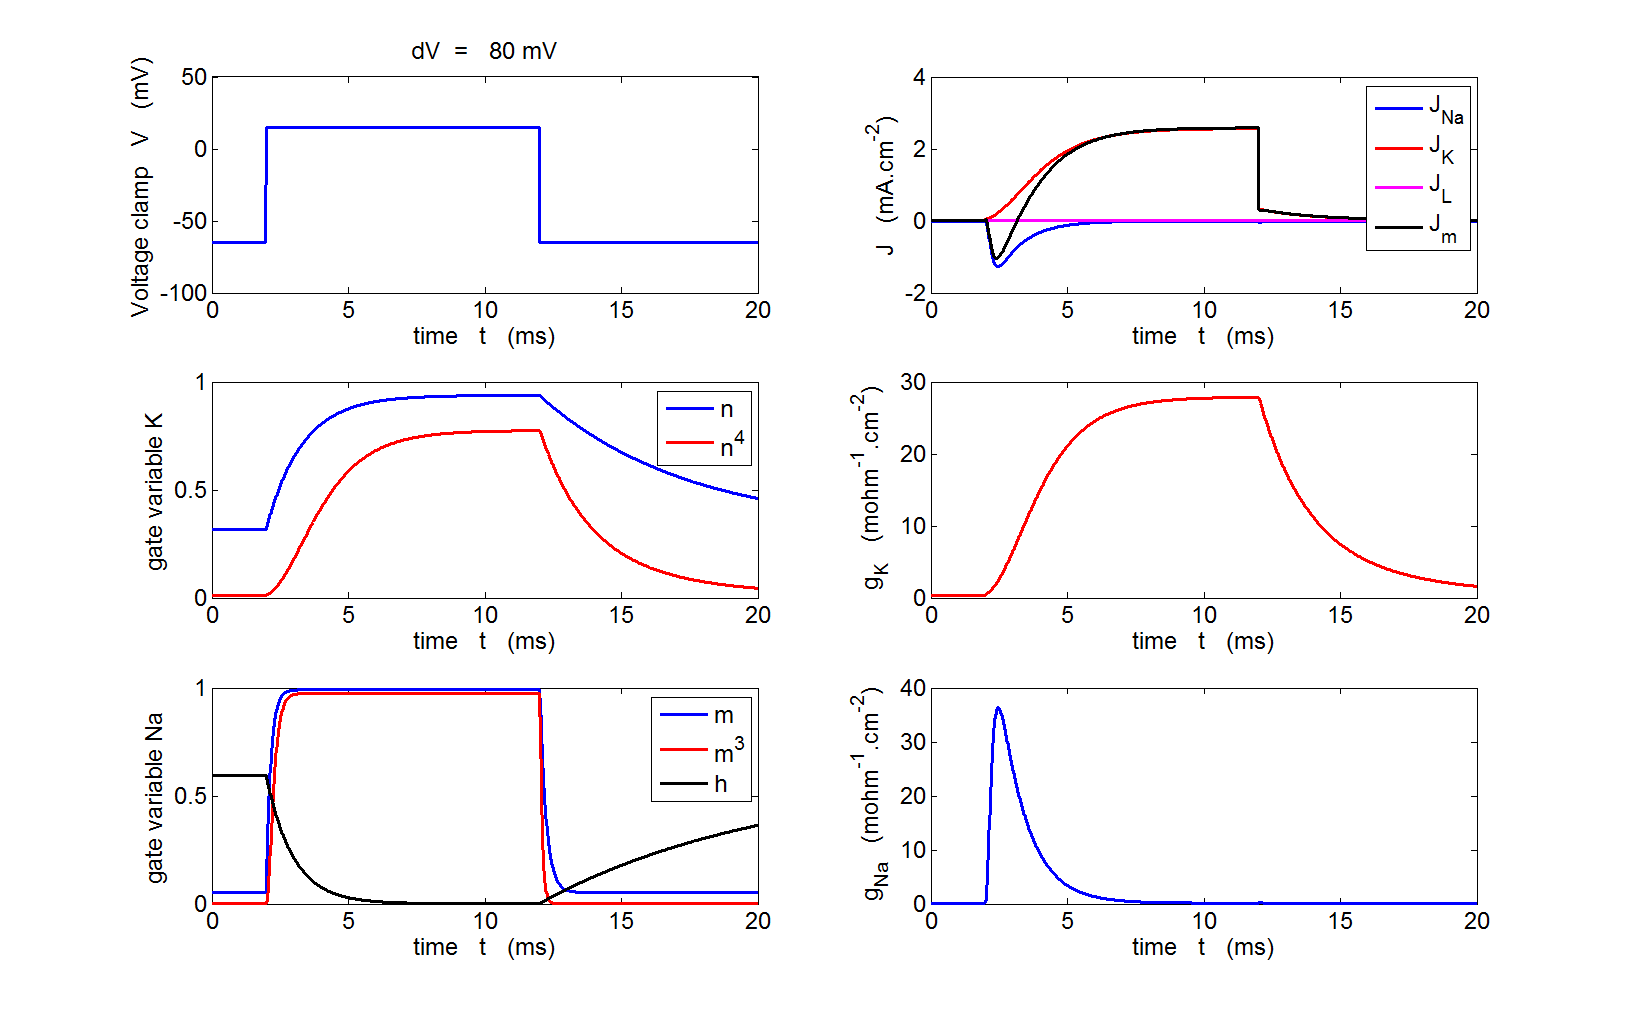 dV = 80 mV
Voltage clamp V (mV)
50
0
-50
-100
0 5 10 15 20
time t (ms)
J (mA.cm-2)
4
2
0
-2
0 5 10 15 20
time t (ms)
JNa
JK
JL
Jm
gate variable K
1
0.5
0
0 5 10 15 20
time t (ms)
n
n4
gK (mohm-1.cm-2)
30
20
10
0
0 5 10 15 20
time t (ms)
gate variable Na
1
0.5
0
0 5 10 15 20
time t (ms)
m
m3
h
gNa (mohm-1.cm-2)
40
30
20
10
0
0 5 10 15 20
time t (ms)